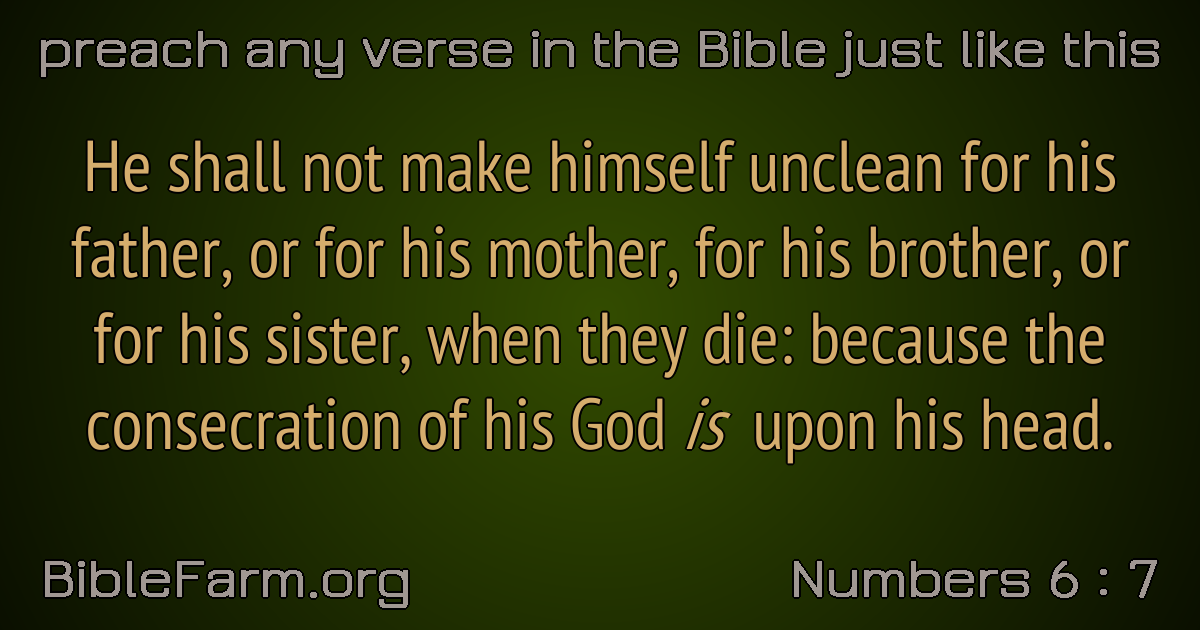 preach any verse in the Bible just like this
He shall not make himself unclean for his
father, or for his mother, for his brother, or
for his sister, when they die: because the
consecration of his God is upon his head.
BibleFarm.org
Numbers 6 : 7